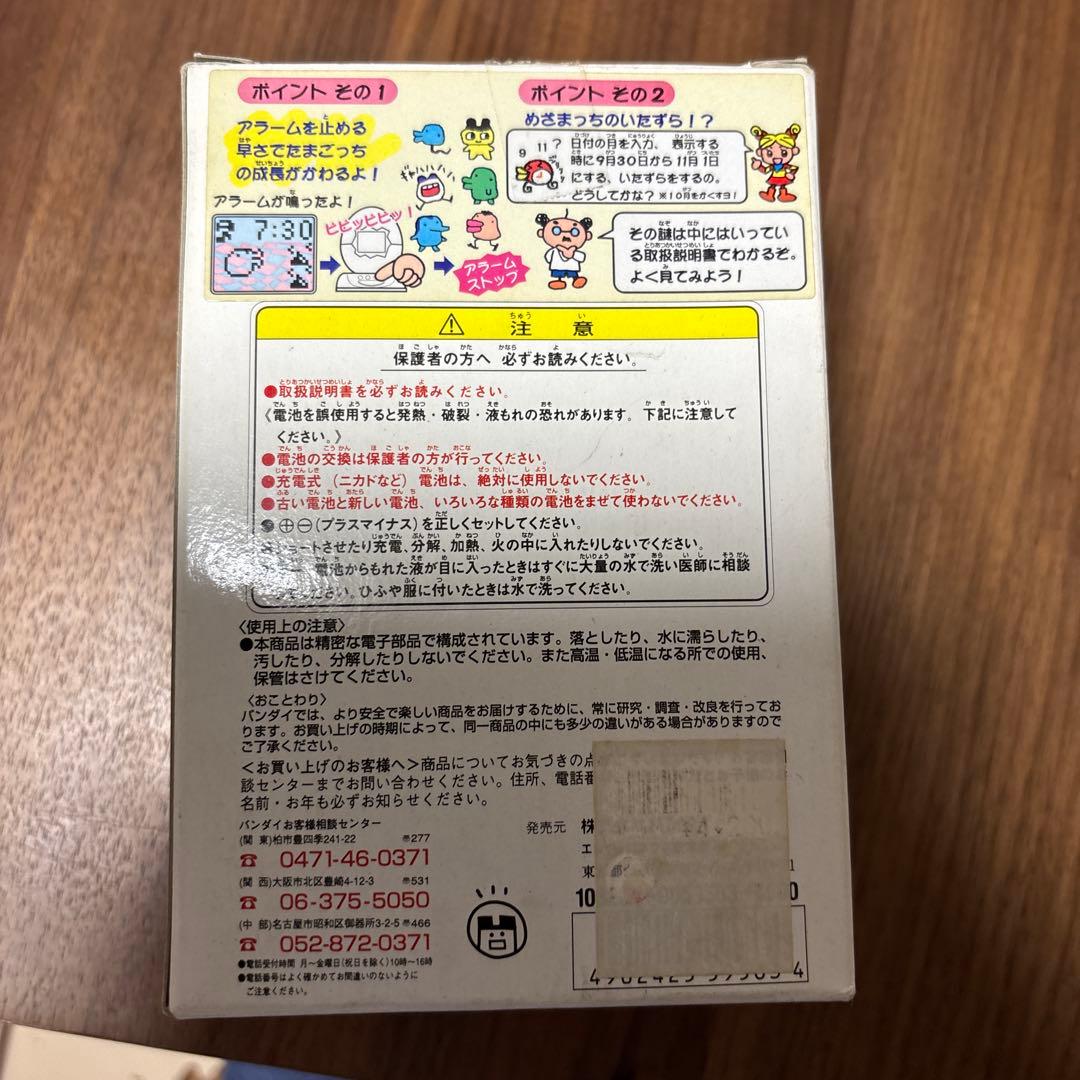 ポイント その1
アラームを止める
早さでたまごっち
の成長がかわるよ！
アラームが鳴ったよ！
7:30
ピピッピピッ！
ギャハハハハ
アラーム
ストップ
ポイント その2
めざまっちのいたずら！？
9 11？
日付の月を入力、表示する
時に9月30日から11月1日
にする、いたずらをするの。
どうしてかな？ ※10月をかくすヨ！
その謎は中にはいってい
る取扱説明書でわかるぞ。
よく見てみよう！
注意
保護者の方へ 必ずお読みください。
●取扱説明書を必ずお読みください。
《電池を誤使用すると発熱・破裂・液もれの恐れがあります。下記に注意して
ください。》
●電池の交換は保護者の方が行ってください。
●充電式（ニカドなど）電池は、絶対に使用しないでください。
●古い電池と新しい電池、いろいろな種類の電池をまぜて使わないでください。
●⊕⊖(プラスマイナス)を正しくセットしてください。
ョートさせたり充電、分解、加熱、火の中に入れたりしないでください。
電池からもれた液が目に入ったときはすぐに大量の水で洗い医師に相談
ください。ひふや服に付いたときは水で洗ってください。
〈使用上の注意〉
●本商品は精密な電子部品で構成されています。落としたり、水に濡らしたり、
汚したり、分解したりしないでください。また高温・低温になる所での使用、
保管はさけてください。
〈おことわり〉
バンダイでは、より安全で楽しい商品をお届けするために、常に研究・調査・改良を行ってお
ります。お買い上げの時期によって、同一商品の中にも多少の違いがある場合がありますので
ご了承ください。
＜お買い上げのお客様へ＞商品についてお気づきの点
談センターまでお問い合わせください。住所、電話番
名前・お年も必ずお知らせください。
バンダイお客様相談センター
(関 東)柏市豊四季241-22 〠277
☎ 0471-46-0371
(関 西)大阪市北区豊崎4-12-3 〠531
☎ 06-375-5050
(中 部)名古屋市昭和区御器所3-2-5 〠466
☎ 052-872-0371
●電話受付時間 月～金曜日(祝日を除く)10時～16時
●電話番号はよく確かめてお間違いのないように
ご注意ください。
発売元 株
エ
東
10